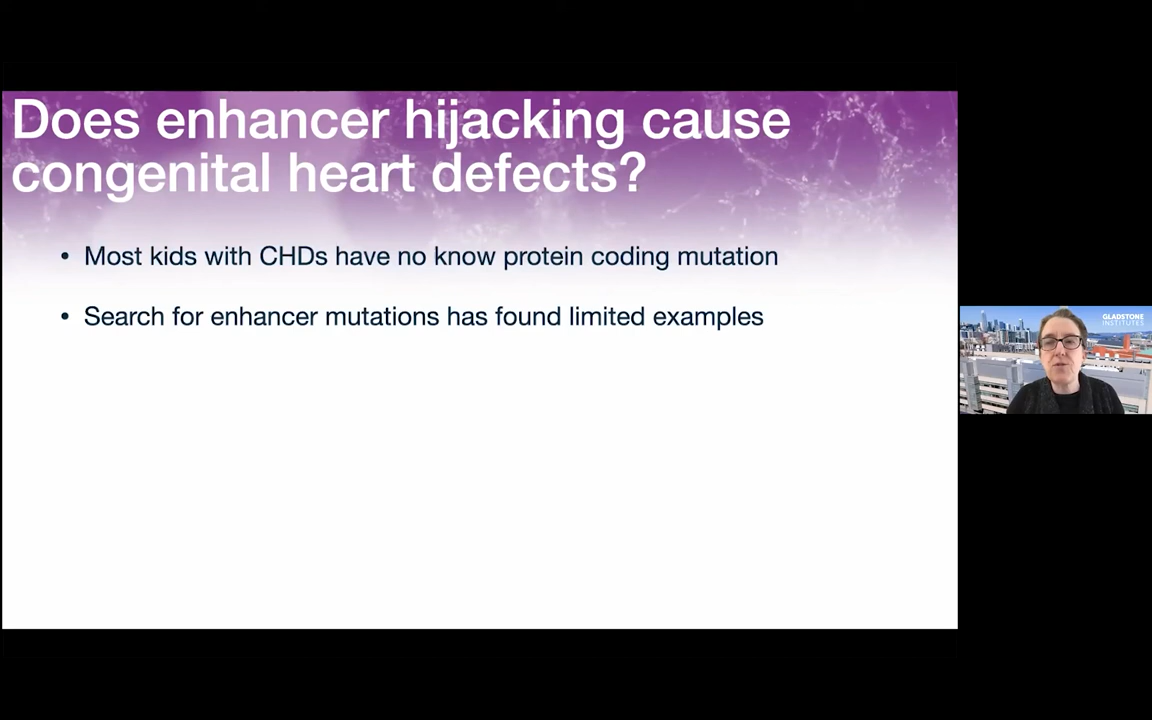 Does enhancer hijacking cause
congenital heart defects?
• Most kids with CHDs have no know protein coding mutation
• Search for enhancer mutations has found limited examples
GLADSTONE
INSTITUTES